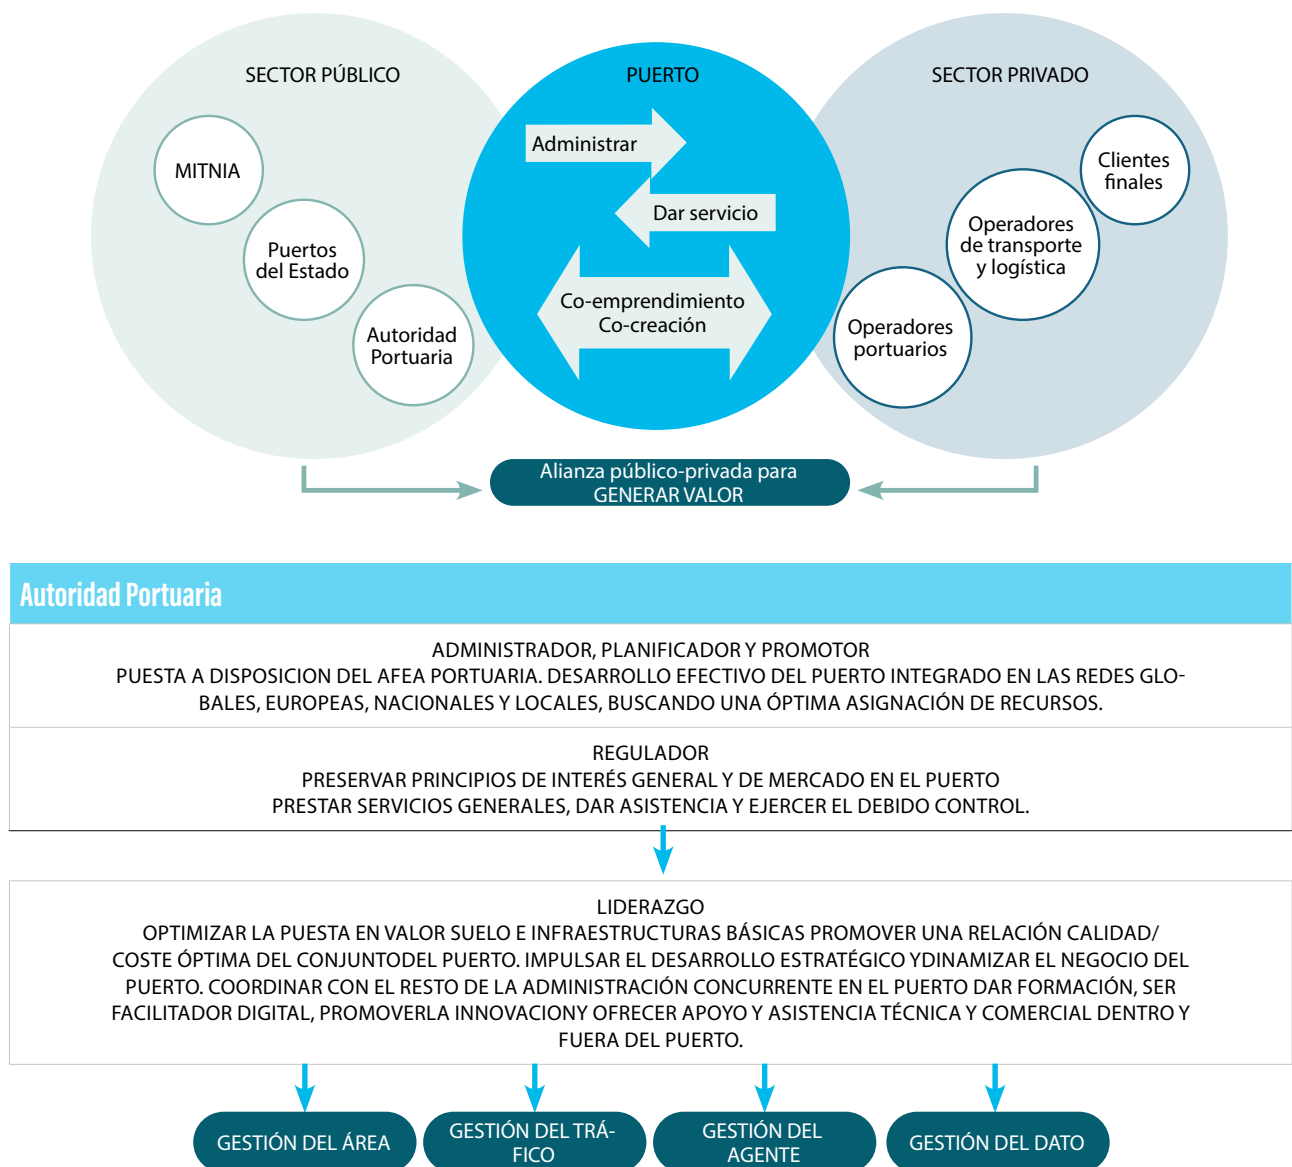 SECTOR PÚBLICO
PUERTO
SECTOR PRIVADO
MITNIA
Puertos
del Estado
Autoridad
Portuaria
Administrar
Dar servicio
Co-emprendimiento
Co-creación
Clientes
finales
Operadores
de transporte
y logística
Operadores
portuarios
Alianza público-privada para
GENERAR VALOR
Autoridad Portuaria
ADMINISTRADOR, PLANIFICADOR Y PROMOTOR
PUESTA A DISPOSICION DEL AFEA PORTUARIA. DESARROLLO EFECTIVO DEL PUERTO INTEGRADO EN LAS REDES GLO-
BALES, EUROPEAS, NACIONALES Y LOCALES, BUSCANDO UNA ÓPTIMA ASIGNACIÓN DE RECURSOS.
REGULADOR
PRESERVAR PRINCIPIOS DE INTERÉS GENERAL Y DE MERCADO EN EL PUERTO
PRESTAR SERVICIOS GENERALES, DAR ASISTENCIA Y EJERCER EL DEBIDO CONTROL.
LIDERAZGO
OPTIMIZAR LA PUESTA EN VALOR SUELO E INFRAESTRUCTURAS BÁSICAS PROMOVER UNA RELACIÓN CALIDAD/
COSTE ÓPTIMA DEL CONJUNTODEL PUERTO. IMPULSAR EL DESARROLLO ESTRATÉGICO YDINAMIZAR EL NEGOCIO DEL
PUERTO. COORDINAR CON EL RESTO DE LA ADMINISTRACIÓN CONCURRENTE EN EL PUERTO DAR FORMACIÓN, SER
FACILITADOR DIGITAL, PROMOVERLA INNOVACIONY OFRECER APOYO Y ASISTENCIA TÉCNICA Y COMERCIAL DENTRO Y
FUERA DEL PUERTO.
GESTIÓN DEL ÁREA
GESTIÓN DEL TRÁ-
FICO
GESTIÓN DEL
AGENTE
GESTIÓN DEL DATO